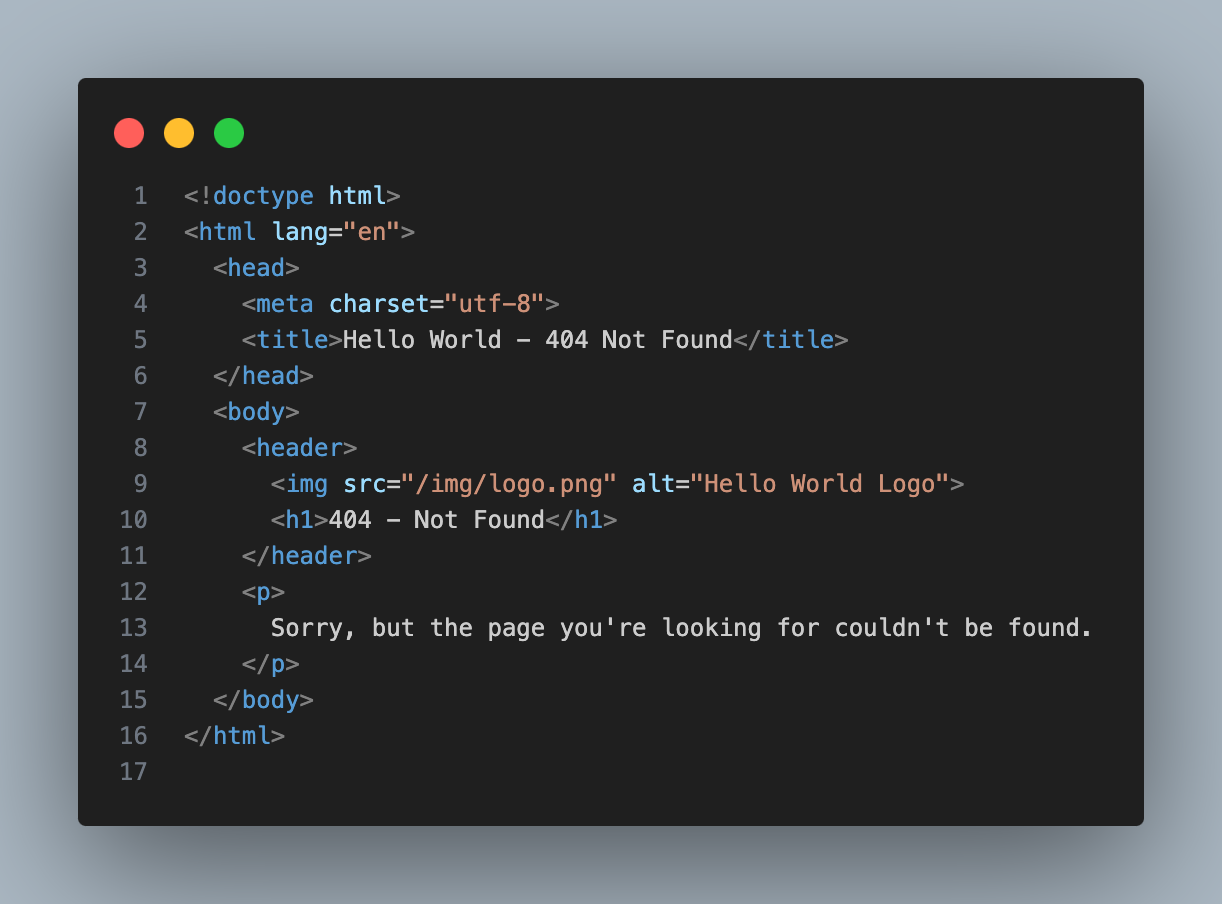 1 <!doctype html>
2 <html lang="en">
3   <head>
4     <meta charset="utf-8">
5     <title>Hello World - 404 Not Found</title>
6   </head>
7   <body>
8     <header>
9       <img src="/img/logo.png" alt="Hello World Logo">
10       <h1>404 - Not Found</h1>
11     </header>
12     <p>
13       Sorry, but the page you're looking for couldn't be found.
14     </p>
15   </body>
16 </html>
17